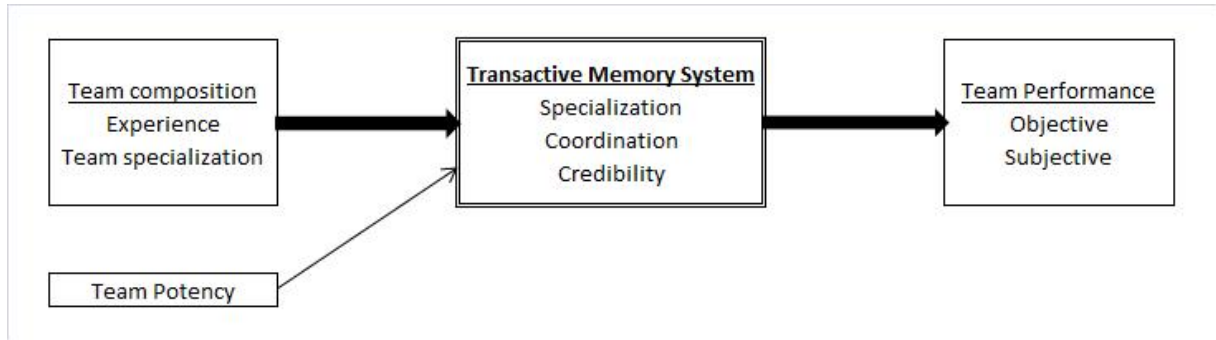 Team composition
Experience
Team specialization
Transactive Memory System
Specialization
Coordination
Credibility
Team Performance
Objective
Subjective
Team Potency